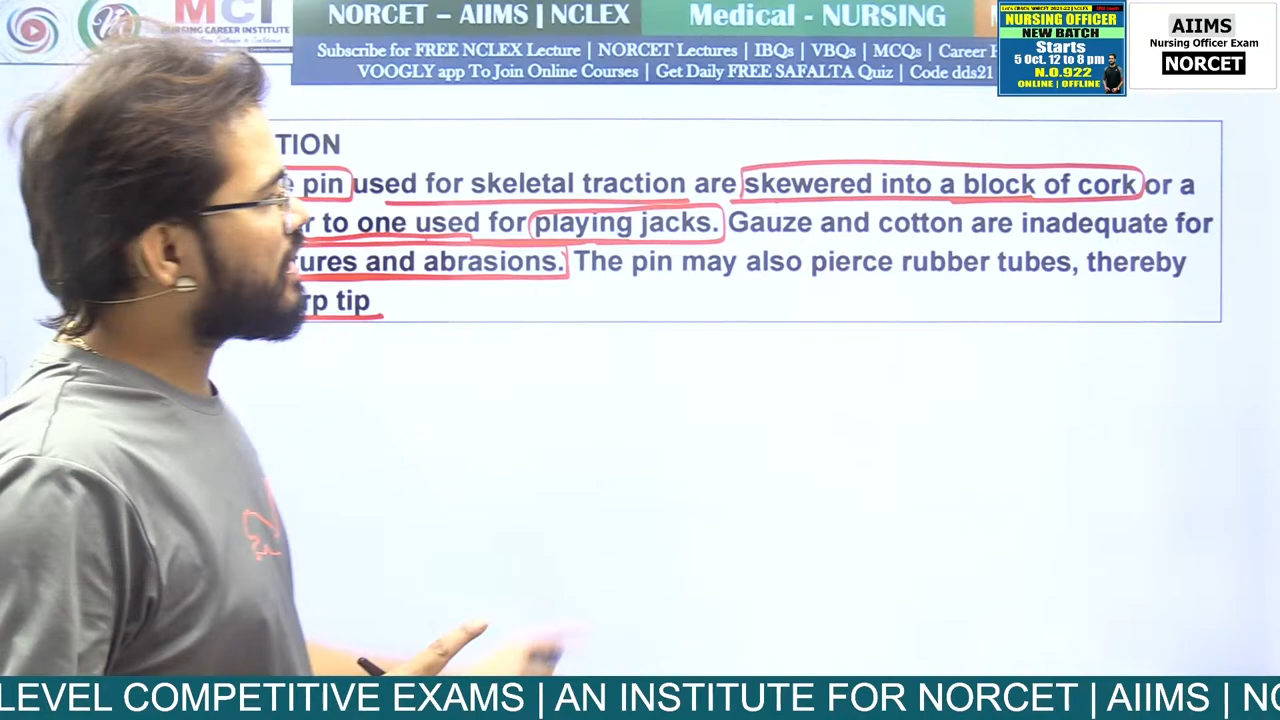 MCI
NURSING CAREER INSTITUTE
NORCET – AIIMS | NCLEX
Medical - NURSING
Subscribe for FREE NCLEX Lecture | NORCET Lectures | IBQs | VBQs | MCQs | Career
VOOGLY app To Join Online Courses | Get Daily FREE SAFALTA Quiz | Code dds21
NURSING OFFICER
NEW BATCH
Starts
5 Oct. 12 to 8 pm
N.O.922
ONLINE | OFFLINE
AIIMS
Nursing Officer Exam
NORCET
TION
pin used for skeletal traction are skewered into a block of cork or a
r to one used for playing jacks. Gauze and cotton are inadequate for
ures and abrasions. The pin may also pierce rubber tubes, thereby
rp tip
LEVEL COMPETITIVE EXAMS | AN INSTITUTE FOR NORCET | AIIMS | NO